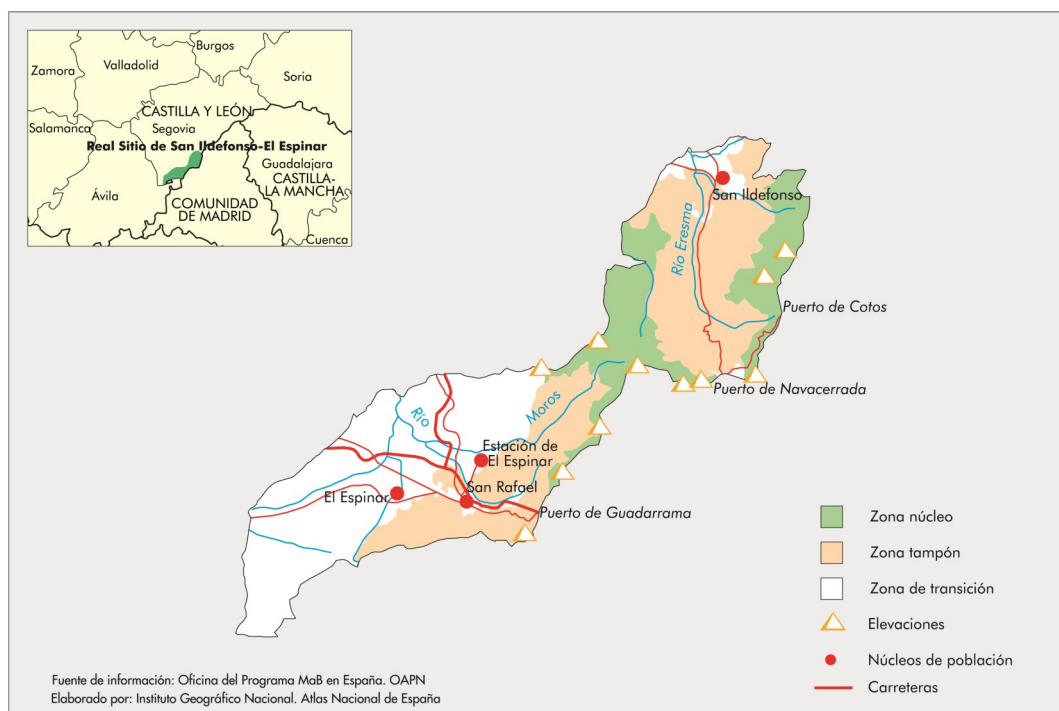 Burgos
Valladolid
Zamora
Soria
CASTILLA Y LEÓN
Salamanca
Segovia
Real Sitio de San Ildefonso-El Espinar
Guadalajara
CASTILLA-
LA MANCHA
Ávila
COMUNIDAD
DE MADRID
Cuenca
San Ildefonso
Río Eresma
Puerto de Cotos
Puerto de Navacerrada
Río
Moros
Estación de
El Espinar
San Rafael
El Espinar
Puerto de Guadarrama
Zona núcleo
Zona tampón
Zona de transición
Elevaciones
Núcleos de población
Carreteras
Fuente de información: Oficina del Programa MaB en España. OAPN
Elaborado por: Instituto Geográfico Nacional. Atlas Nacional de España